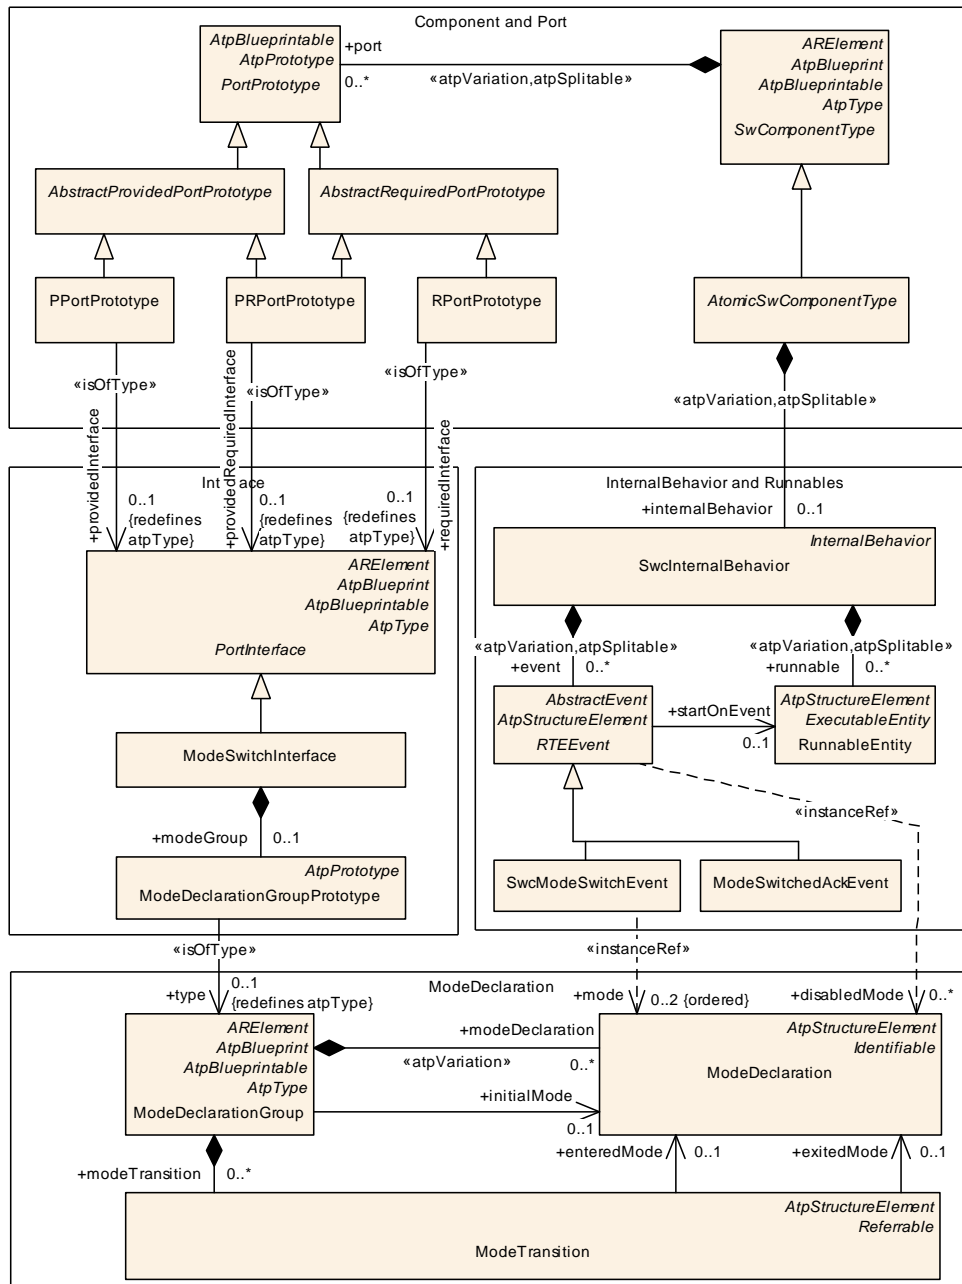 Component and Port
AtpBlueprintable
AtpPrototype
PortPrototype
+port
0..*
«atpVariation,atpSplitable»
ARElement
AtpBlueprint
AtpBlueprintable
AtpType
SwComponentType
AbstractProvidedPortPrototype
AbstractRequiredPortPrototype
PPortPrototype
PRPortPrototype
RPortPrototype
AtomicSwComponentType
«isOfType»
«isOfType»
«isOfType»
«atpVariation,atpSplitable»
+providedInterface
+providedRequiredInterface
+requiredInterface
0..1
{redefines
atpType}
0..1
{redefines
atpType}
0..1
{redefines
atpType}
InternalBehavior and Runnables
+internalBehavior
0..1
ARElement
AtpBlueprint
AtpBlueprintable
AtpType
PortInterface
InternalBehavior
SwcInternalBehavior
«atpVariation,atpSplitable»
+event
0..*
«atpVariation,atpSplitable»
+runnable
0..*
AbstractEvent
AtpStructureElement
RTEEvent
+startOnEvent
0..1
AtpStructureElement
ExecutableEntity
RunnableEntity
ModeSwitchInterface
«instanceRef»
+modeGroup
0..1
AtpPrototype
ModeDeclarationGroupPrototype
SwcModeSwitchEvent
ModeSwitchedAckEvent
«isOfType»
«instanceRef»
ModeDeclaration
+type
0..1
{redefines atpType}
+mode
0..2 {ordered}
+disabledMode
0..*
ARElement
AtpBlueprint
AtpBlueprintable
AtpType
ModeDeclarationGroup
+modeDeclaration
«atpVariation»
0..*
AtpStructureElement
Identifiable
ModeDeclaration
+initialMode
0..1
+modeTransition
0..*
+enteredMode
0..1
+exitedMode
0..1
AtpStructureElement
Referrable
ModeTransition